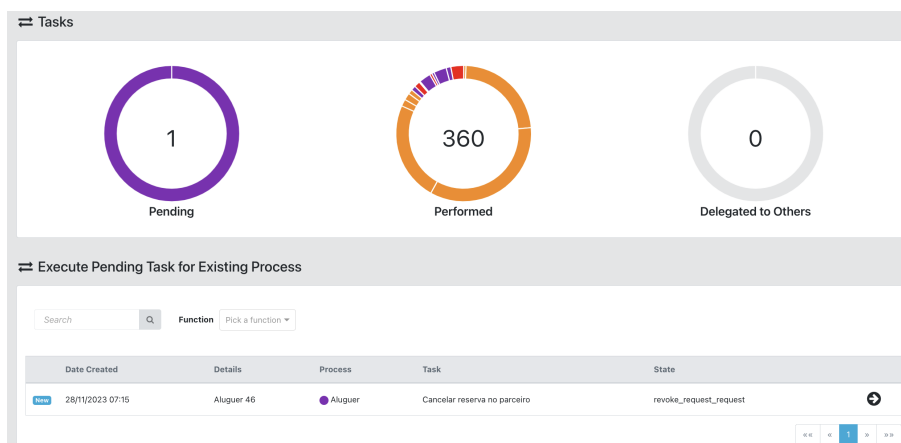 Tasks
1
360
0
Pending
Performed
Delegated to Others
Execute Pending Task for Existing Process
Search
Function
Pick a function
Date Created Details Process Task State
New 28/11/2023 07:15 Aluguer 46 Aluguer Cancelar reserva no parceiro revoke_request_request
«« « 1 » »»